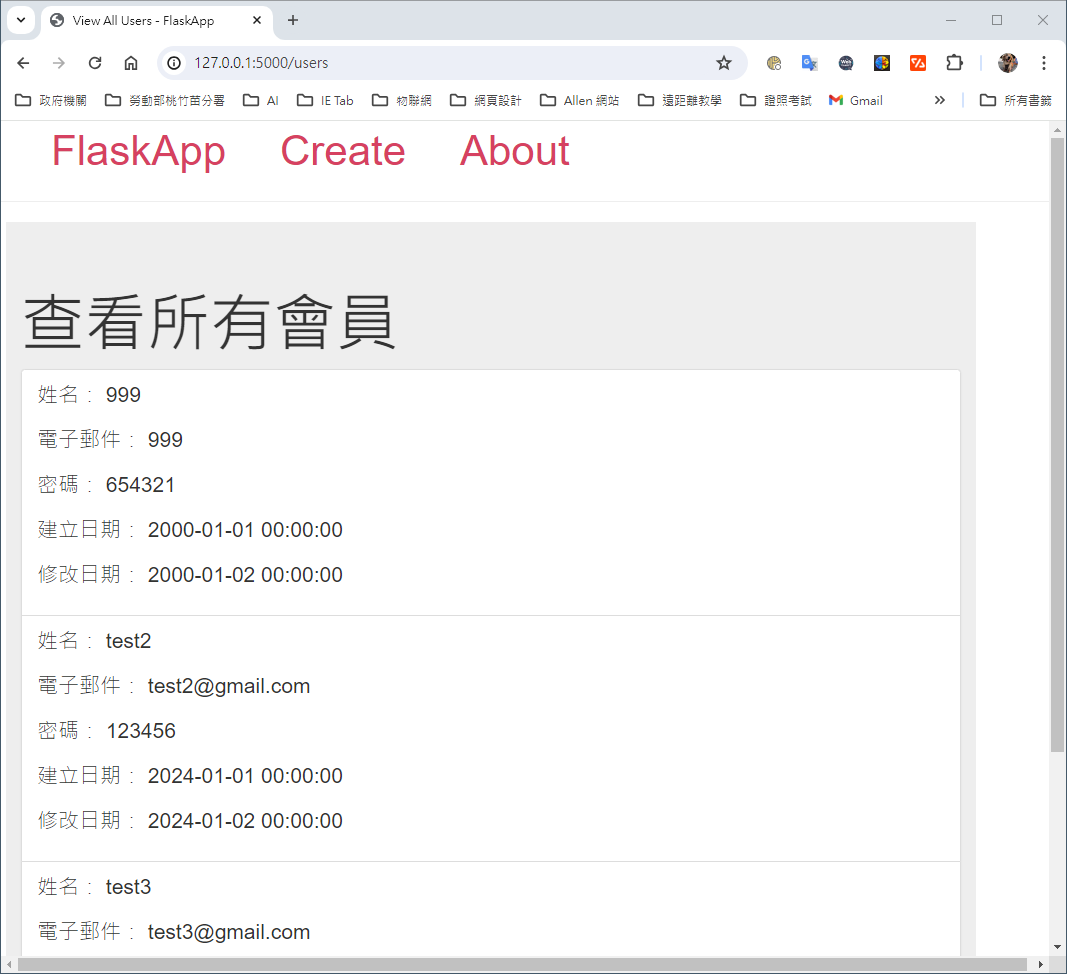 View All Users - FlaskApp
127.0.0.1:5000/users
政府機關 勞動部桃竹苗分署 AI IE Tab 物聯網 網頁設計 Allen 網站 遠距離教學 證照考試 Gmail 所有書籤
FlaskApp Create About
查看所有會員
姓名： 999
電子郵件： 999
密碼： 654321
建立日期： 2000-01-01 00:00:00
修改日期： 2000-01-02 00:00:00
姓名： test2
電子郵件： test2@gmail.com
密碼： 123456
建立日期： 2024-01-01 00:00:00
修改日期： 2024-01-02 00:00:00
姓名： test3
電子郵件： test3@gmail.com